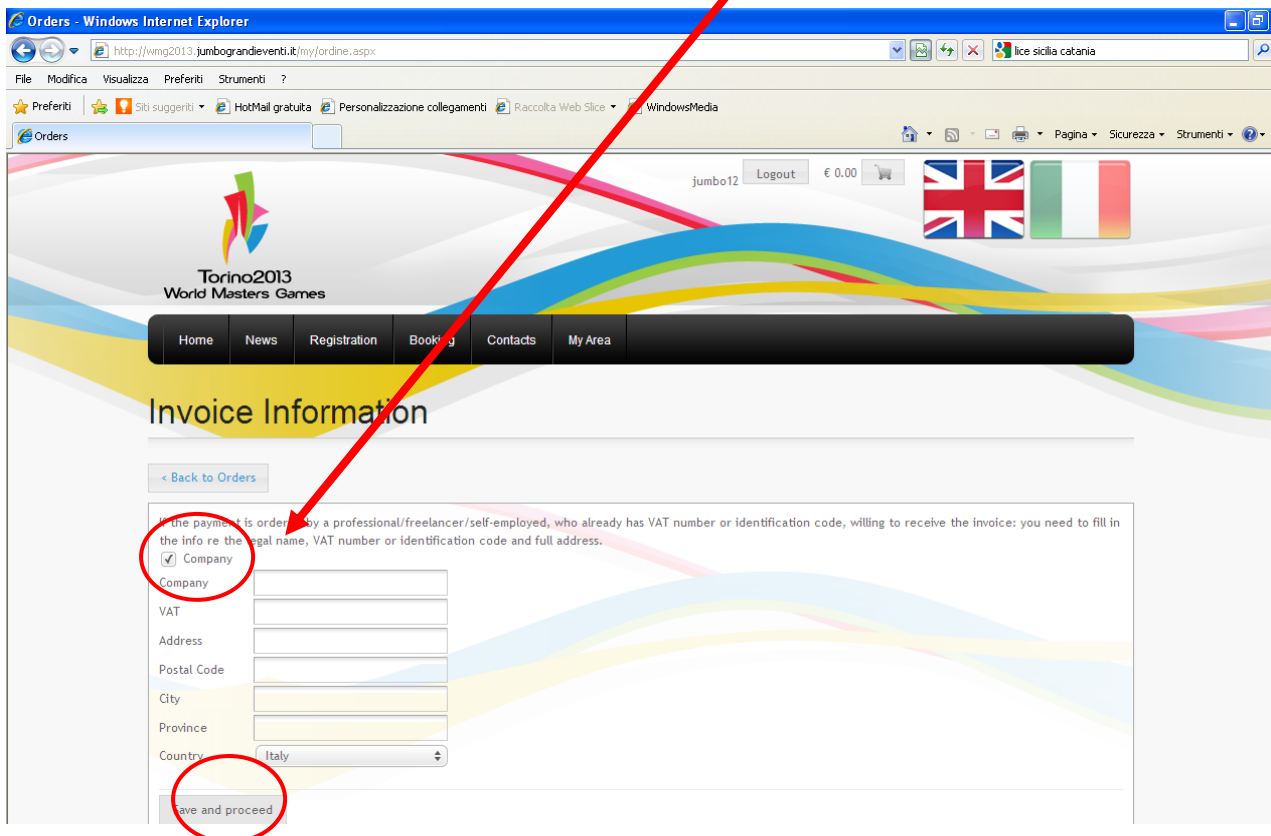 Orders - Windows Internet Explorer
http://wmg2013.jumbograndieventi.it/my/ordine.aspx
lice sicilia catania
File Modifica Visualizza Preferiti Strumenti ?
Preferiti Siti suggeriti HotMail gratuita Personalizzazione collegamenti Raccolta Web Slice WindowsMedia
Orders
Pagina Sicurezza Strumenti
jumbo12 Logout € 0.00
Torino2013
World Masters Games
Home News Registration Booking Contacts My Area
Invoice Information
< Back to Orders
If the payment is ordered by a professional/freelancer/self-employed, who already has VAT number or identification code, willing to receive the invoice: you need to fill in
the info re the legal name, VAT number or identification code and full address.
Company
Company
VAT
Address
Postal Code
City
Province
Country Italy
Save and proceed